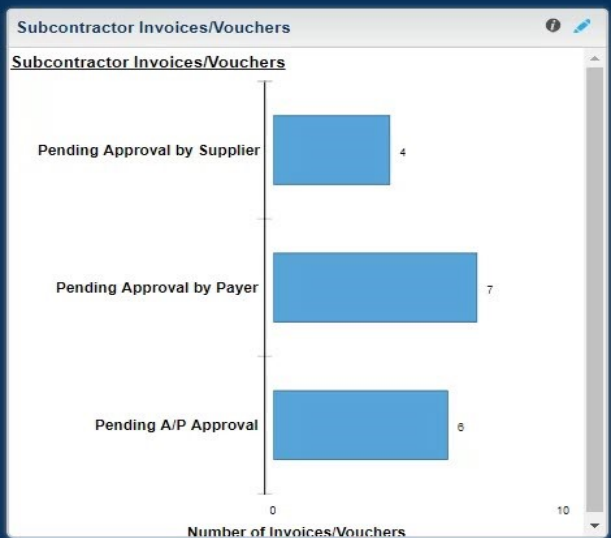 Subcontractor Invoices/Vouchers
Subcontractor Invoices/Vouchers
Pending Approval by Supplier
4
Pending Approval by Payer
7
Pending A/P Approval
6
0
10
Number of Invoices/Vouchers